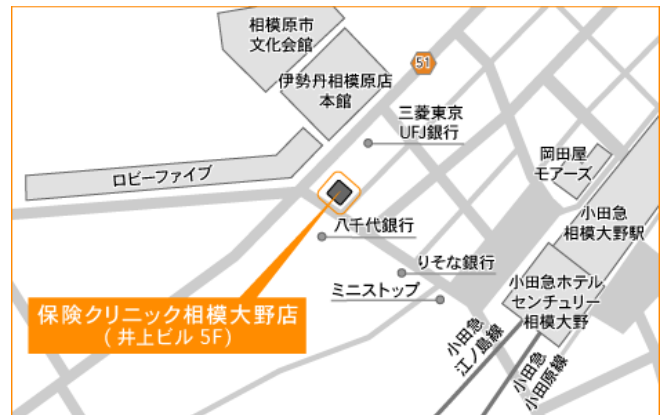 相模原市
文化会館
伊勢丹相模原店
本館
51
三菱東京
UFJ銀行
岡田屋
モアーズ
ロビーファイブ
小田急
相模大野駅
八千代銀行
りそな銀行
ミニストップ
小田急ホテル
センチュリー
相模大野
保険クリニック相模大野店
(井上ビル 5F)
小田急
江ノ島線
小田急
小田原線